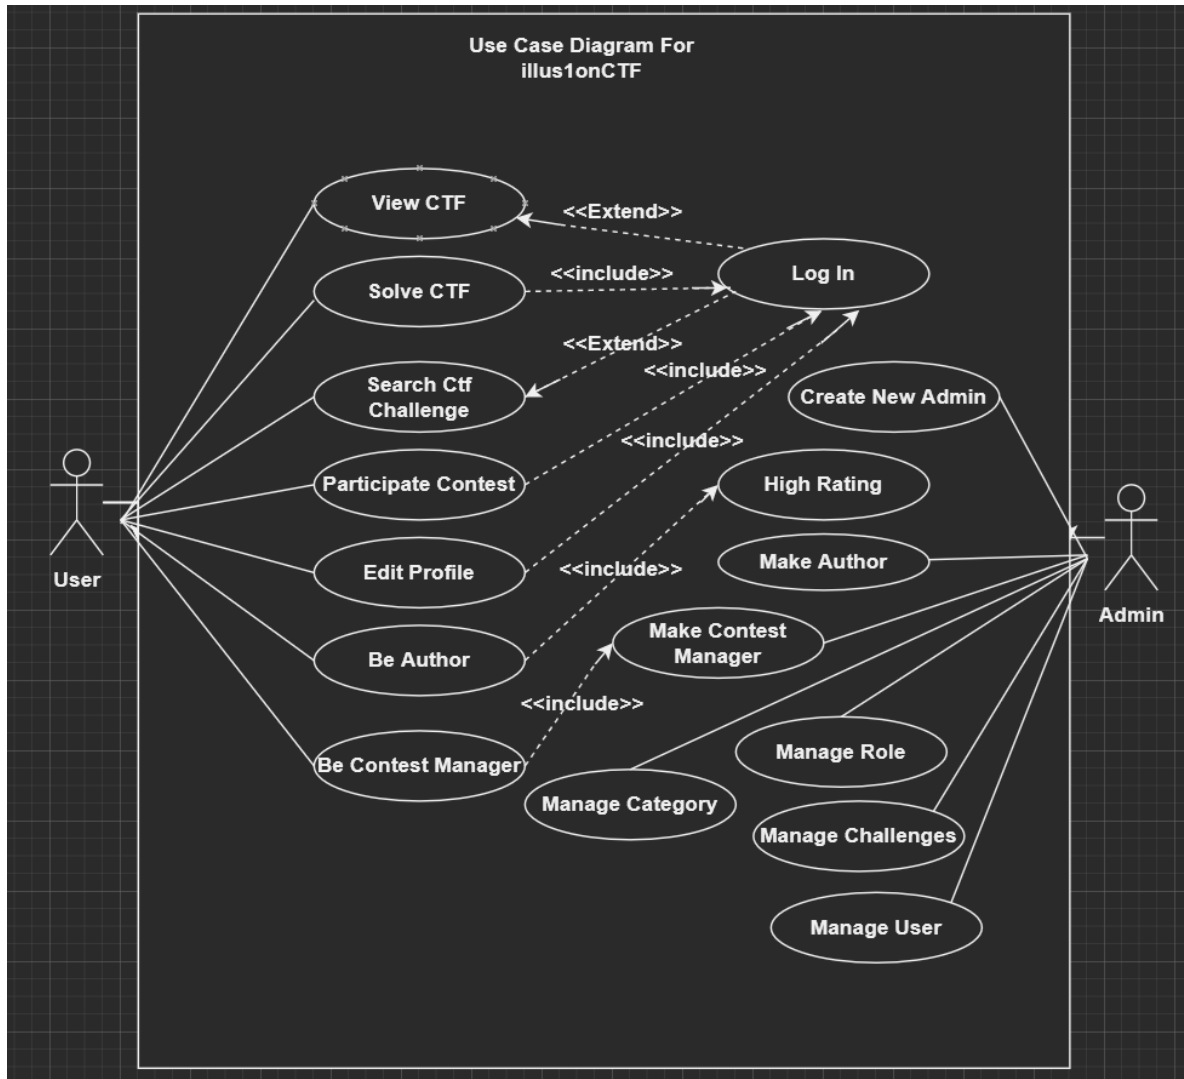 Use Case Diagram For
illus1onCTF
View CTF
<<Extend>>
Log In
<<include>>
Solve CTF
<<Extend>>
<<include>>
Search Ctf
Challenge
Create New Admin
<<include>>
Participate Contest
High Rating
Make Author
<<include>>
Edit Profile
User
Admin
Make Contest
Manager
Be Author
<<include>>
Manage Role
Be Contest Manager
Manage Category
Manage Challenges
Manage User